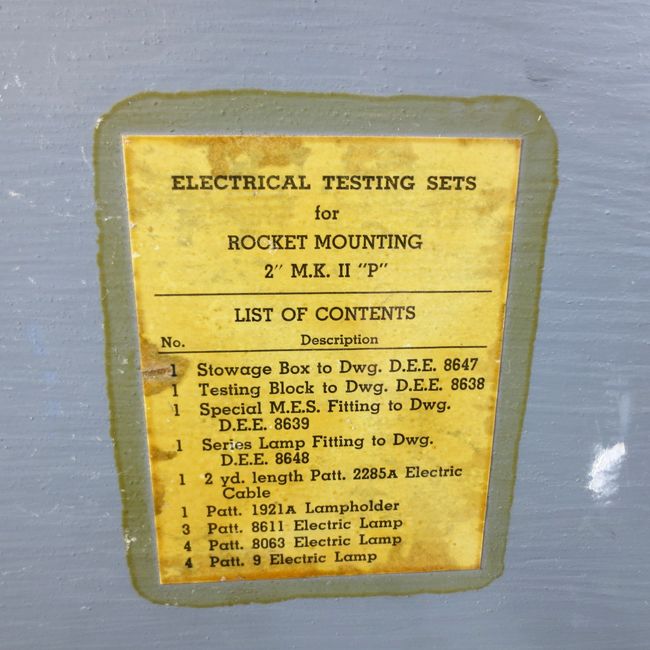 ELECTRICAL TESTING SETS
for
ROCKET MOUNTING
2" M.K. II "P"
LIST OF CONTENTS
No. Description
1 Stowage Box to Dwg. D.E.E. 8647
1 Testing Block to Dwg. D.E.E. 8638
1 Special M.E.S. Fitting to Dwg.
D.E.E. 8639
1 Series Lamp Fitting to Dwg.
D.E.E. 8648
1 2 yd. length Patt. 2285A Electric
Cable
1 Patt. 1921A Lampholder
3 Patt. 8611 Electric Lamp
4 Patt. 8063 Electric Lamp
4 Patt. 9 Electric Lamp